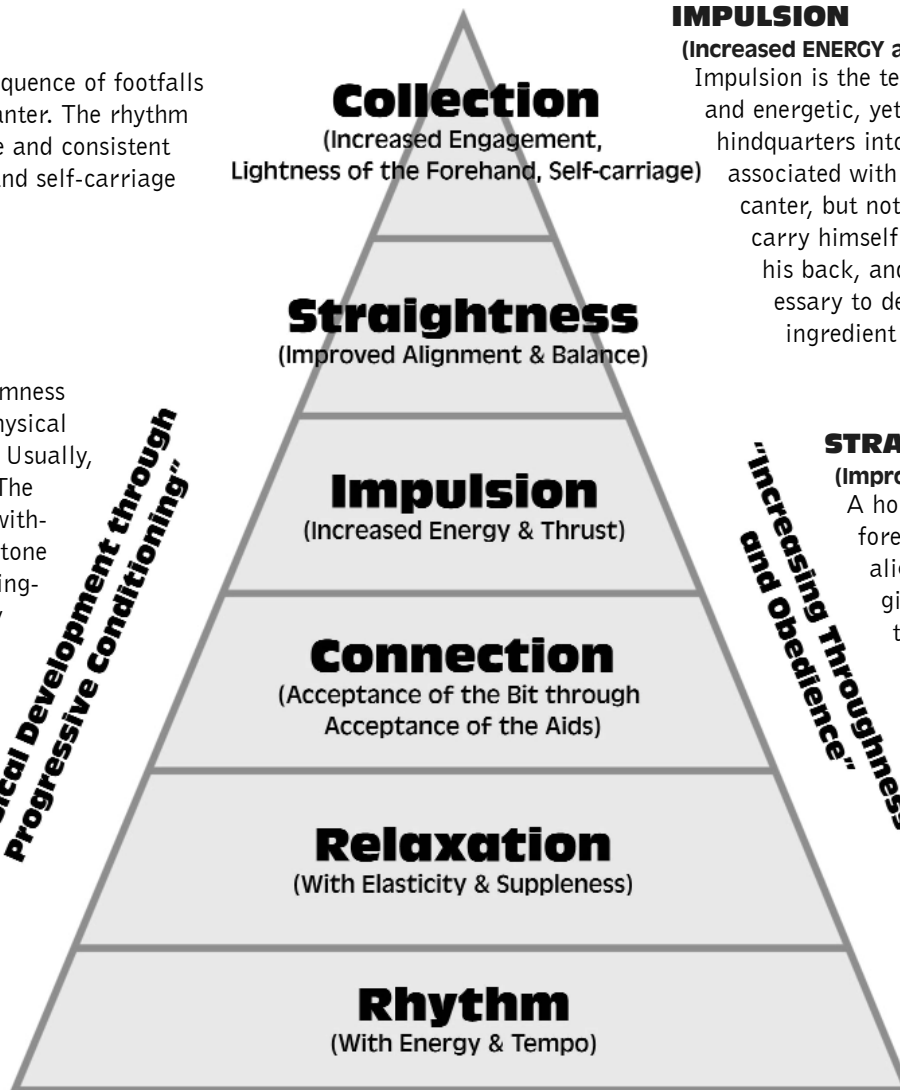 quence of footfalls
anter. The rhythm
e and consistent
nd self-carriage
mness
hysical
Usually,
The
with-
tone
ing-
y
ical Development through
Progressive Conditioning"
Collection
(Increased Engagement,
Lightness of the Forehand, Self-carriage)
Straightness
(Improved Alignment & Balance)
Impulsion
(Increased Energy & Thrust)
Connection
(Acceptance of the Bit through
Acceptance of the Aids)
Relaxation
(With Elasticity & Suppleness)
Rhythm
(With Energy & Tempo)
IMPULSION
(Increased ENERGY a
Impulsion is the te
and energetic, yet
hindquarters into
associated with
canter, but not
carry himself
his back, and
essary to de
ingredient
"Increasing Throughness
and Obedience"
STRA
(Impro
A ho
fore
alig
gi
t